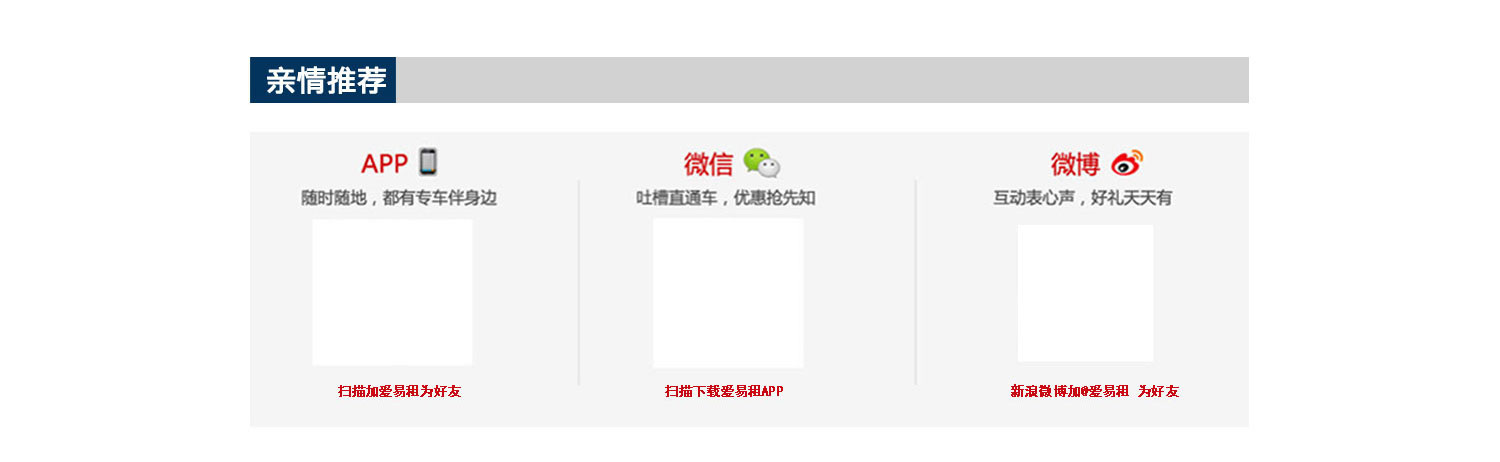 亲情推荐
APP
随时随地，都有专车伴身边
扫描加爱易租为好友
微信
吐槽直通车，优惠抢先知
扫描下载爱易租APP
微博
互动表心声，好礼天天有
新浪微博加@爱易租 为好友